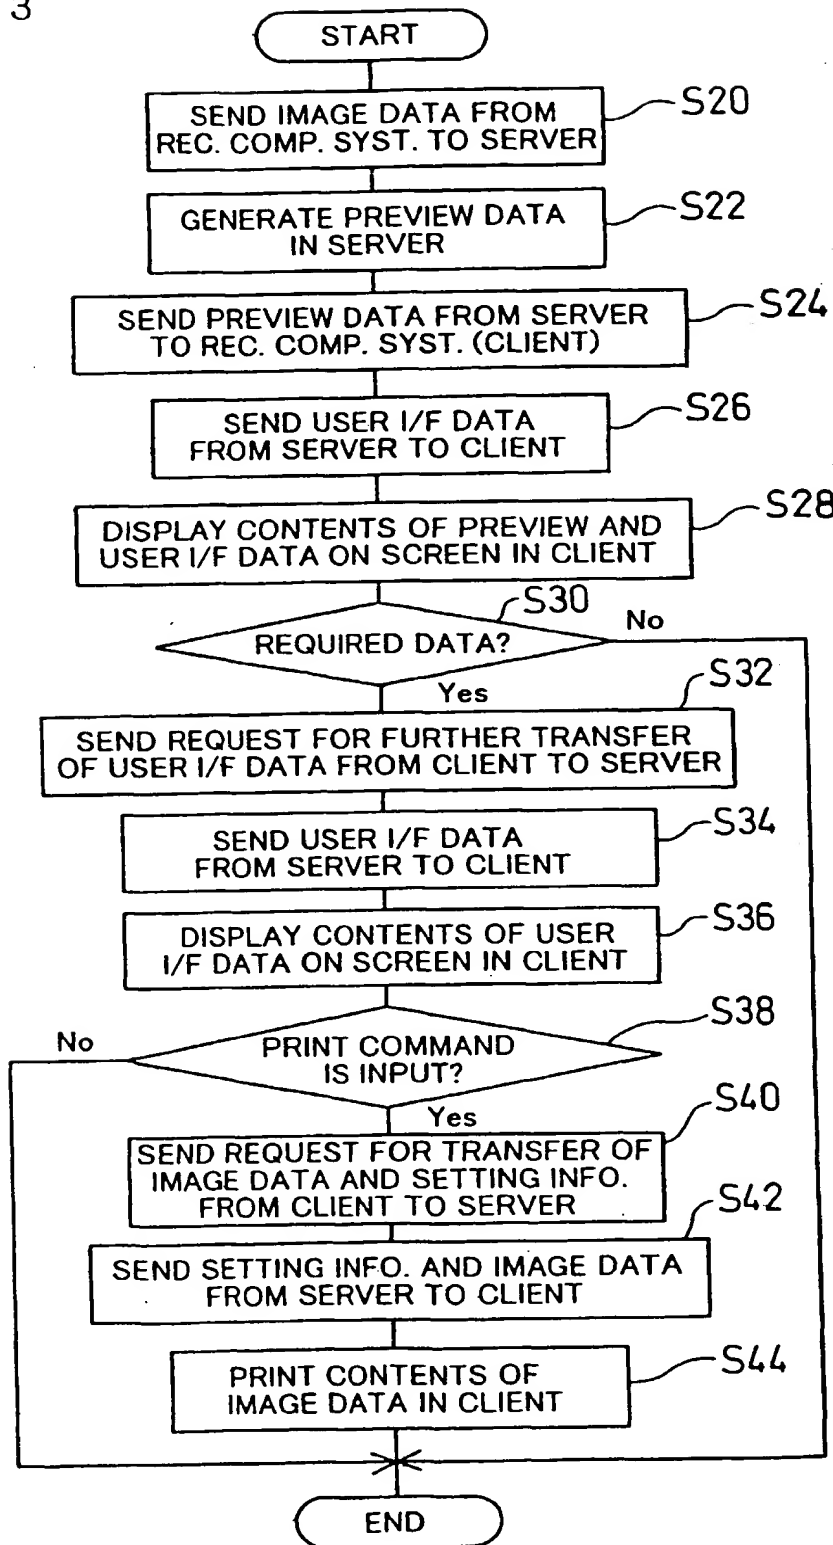 3
START
SEND IMAGE DATA FROM
REC. COMP. SYST. TO SERVER
S20
GENERATE PREVIEW DATA
IN SERVER
S22
SEND PREVIEW DATA FROM SERVER
TO REC. COMP. SYST. (CLIENT)
S24
SEND USER I/F DATA
FROM SERVER TO CLIENT
S26
DISPLAY CONTENTS OF PREVIEW AND
USER I/F DATA ON SCREEN IN CLIENT
S28
S30
REQUIRED DATA?
No
Yes
S32
SEND REQUEST FOR FURTHER TRANSFER
OF USER I/F DATA FROM CLIENT TO SERVER
SEND USER I/F DATA
FROM SERVER TO CLIENT
S34
DISPLAY CONTENTS OF USER
I/F DATA ON SCREEN IN CLIENT
S36
S38
No
PRINT COMMAND
IS INPUT?
Yes
S40
SEND REQUEST FOR TRANSFER OF
IMAGE DATA AND SETTING INFO.
FROM CLIENT TO SERVER
S42
SEND SETTING INFO. AND IMAGE DATA
FROM SERVER TO CLIENT
PRINT CONTENTS OF
IMAGE DATA IN CLIENT
S44
END